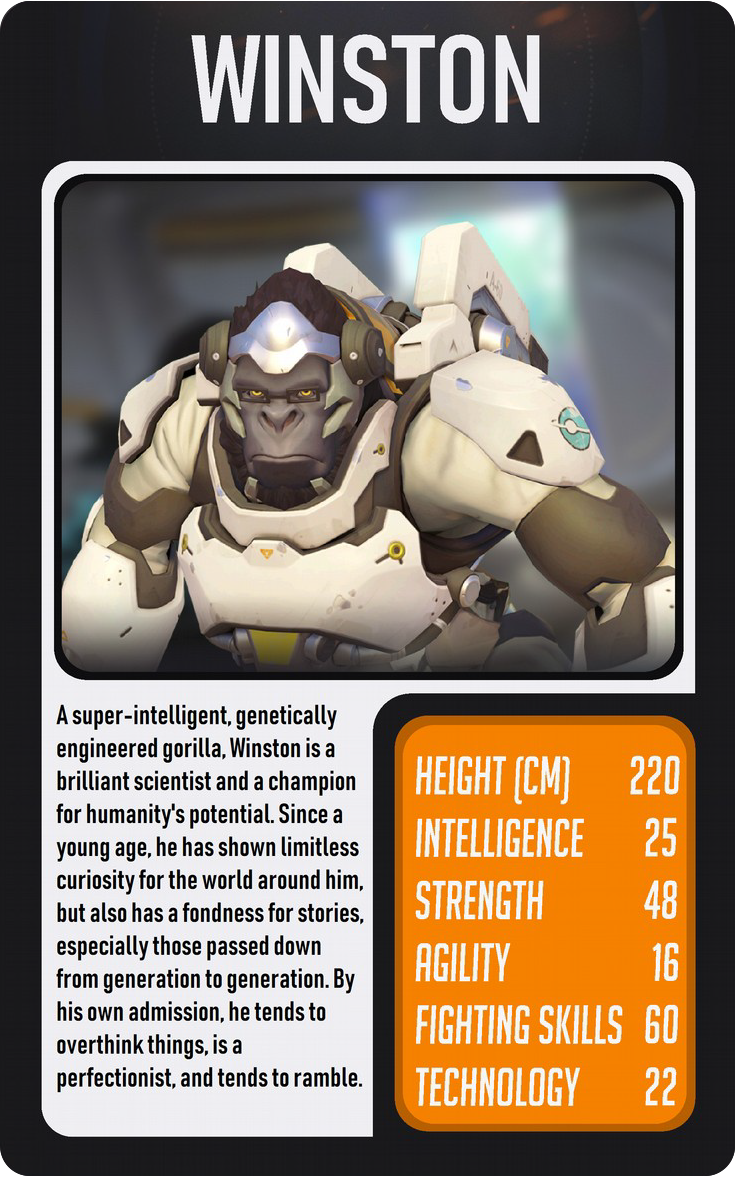 WINSTON
A super-intelligent, genetically
engineered gorilla, Winston is a
brilliant scientist and a champion
for humanity's potential. Since a
young age, he has shown limitless
curiosity for the world around him,
but also has a fondness for stories,
especially those passed down
from generation to generation. By
his own admission, he tends to
overthink things, is a
perfectionist, and tends to ramble.
HEIGHT (CM) 220
INTELLIGENCE 25
STRENGTH 48
AGILITY 16
FIGHTING SKILLS 60
TECHNOLOGY 22